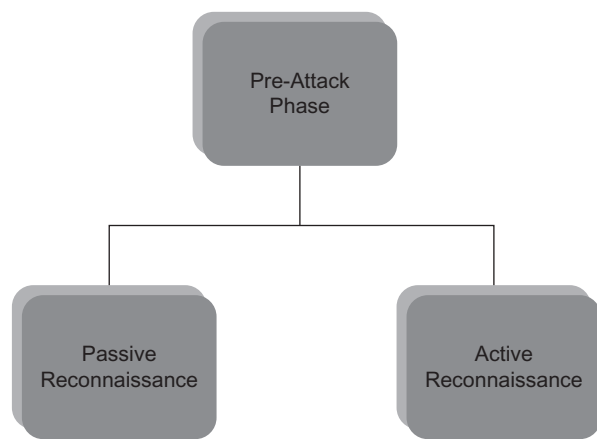 Pre-Attack
Phase
Passive
Reconnaissance
Active
Reconnaissance